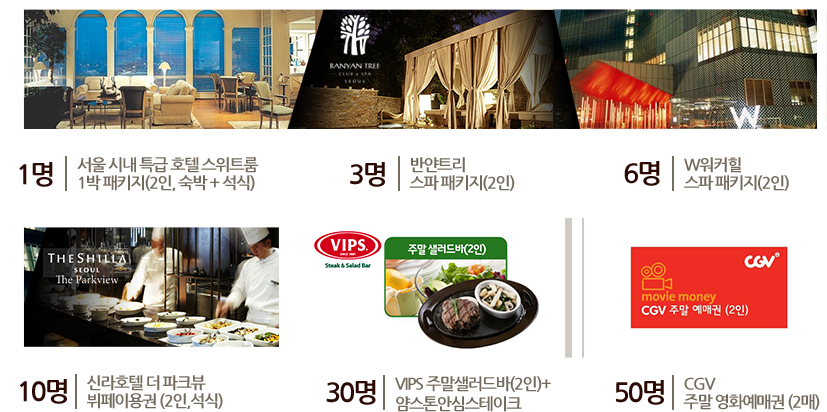 BANYAN TREE
CLUB & SPA
SEOUL
W
1명
서울 시내 특급 호텔 스위트룸
1박 패키지(2인, 숙박 + 석식)
3명
반얀트리
스파 패키지(2인)
6명
W워커힐
스파 패키지(2인)
THE SHILLA
SEOUL
The Parkview
VIPS.
SINCE 1997
Steak & Salad Bar
주말 샐러드바(2인)
CGV
movie money
CGV 주말 예매권 (2인)
10명
신라호텔 더 파크뷰
뷔페이용권 (2인,석식)
30명
VIPS 주말샐러드바(2인)+
얌스톤안심스테이크
50명
CGV
주말 영화예매권 (2매)